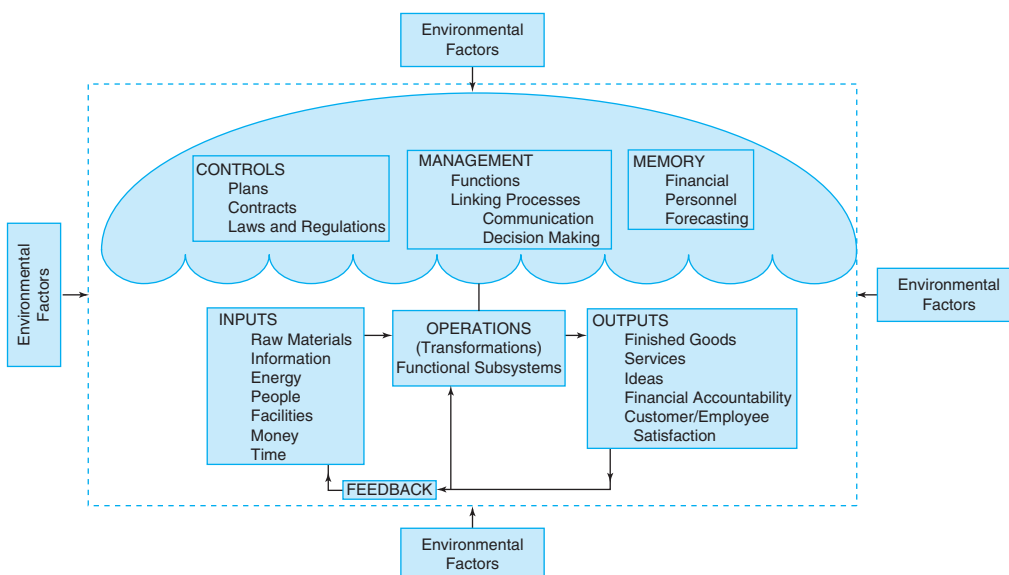 Environmental
Factors
CONTROLS
Plans
Contracts
Laws and Regulations
MANAGEMENT
Functions
Linking Processes
Communication
Decision Making
MEMORY
Financial
Personnel
Forecasting
Environmental
Factors
Environmental
Factors
INPUTS
Raw Materials
Information
Energy
People
Facilities
Money
Time
OPERATIONS
(Transformations)
Functional Subsystems
OUTPUTS
Finished Goods
Services
Ideas
Financial Accountability
Customer/Employee
Satisfaction
FEEDBACK
Environmental
Factors